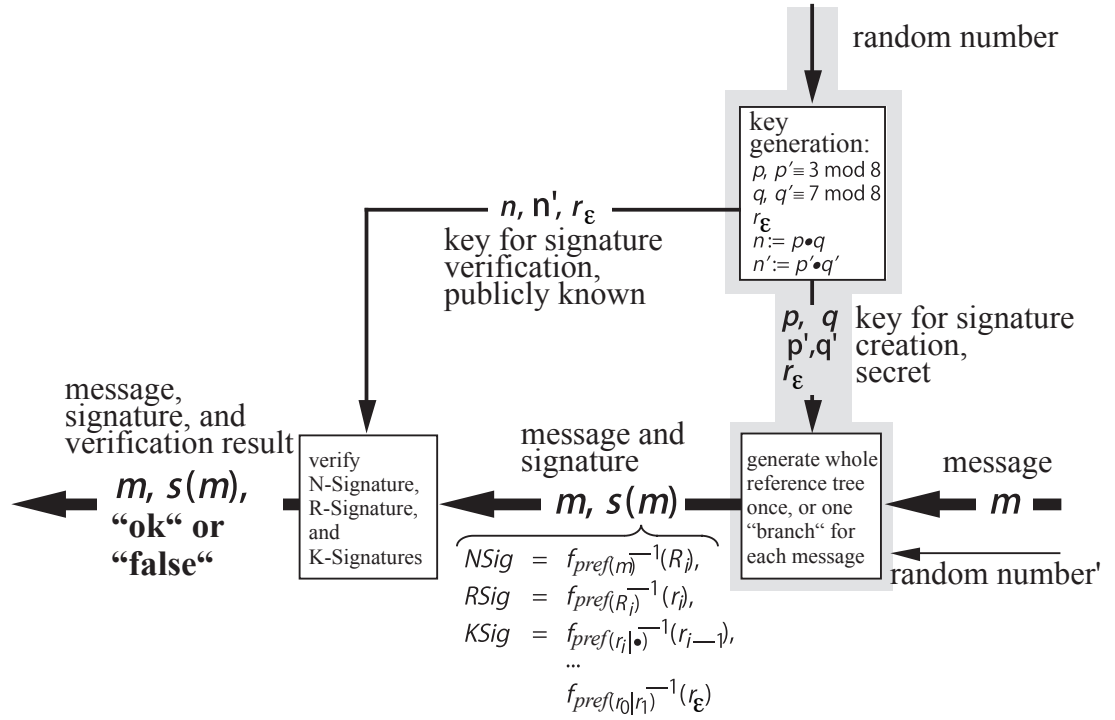 random number
key
generation:
p, p′ ≡ 3 mod 8
q, q′ ≡ 7 mod 8
rε
n := p•q
n′ := p′•q′
n, n', rε
key for signature
verification,
publicly known
p, q
p',q'
rε
key for signature
creation,
secret
message,
signature, and
verification result
m, s(m),
“ok“ or
“false“
verify
N-Signature,
R-Signature,
and
K-Signatures
message and
signature
m, s(m)
generate whole
reference tree
once, or one
“branch“ for
each message
message
m
random number'
NSig = fpref(m)—1(Ri),
RSig = fpref(Ri)—1(ri),
KSig = fpref(ri|•)—1(ri—1),
...
fpref(r0|r1)—1(rε)